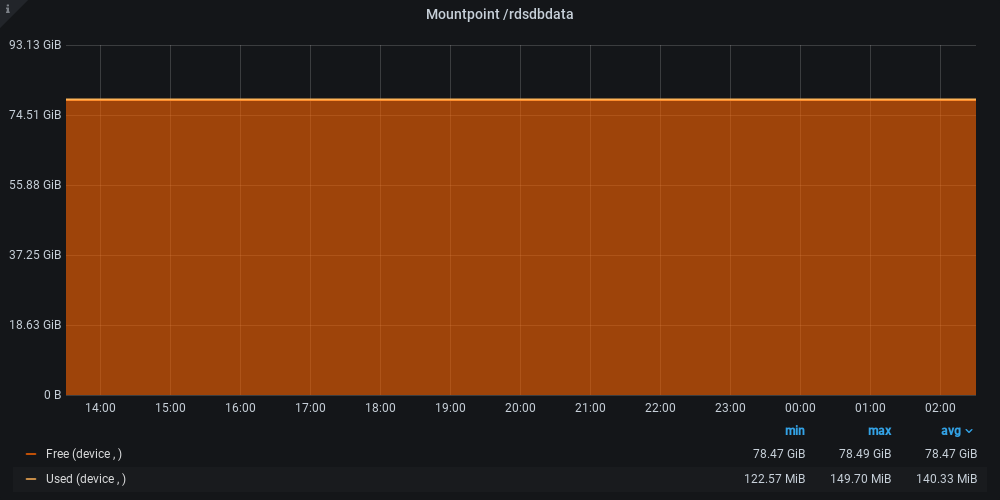 i
Mountpoint /rdsdbdata
93.13 GiB
74.51 GiB
55.88 GiB
37.25 GiB
18.63 GiB
0 B
14:00 15:00 16:00 17:00 18:00 19:00 20:00 21:00 22:00 23:00 00:00 01:00 02:00
min max avg
Free (device , ) 78.47 GiB 78.49 GiB 78.47 GiB
Used (device , ) 122.57 MiB 149.70 MiB 140.33 MiB